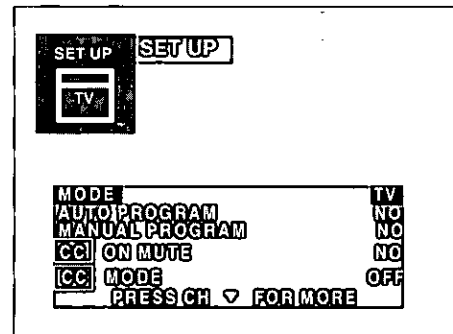 SET UP SET UP
TV
MODE TV
AUTO PROGRAM NO
MANUAL PROGRAM NO
CC ON MUTE NO
CC MODE OFF
PRESS CH ▽ FOR MORE